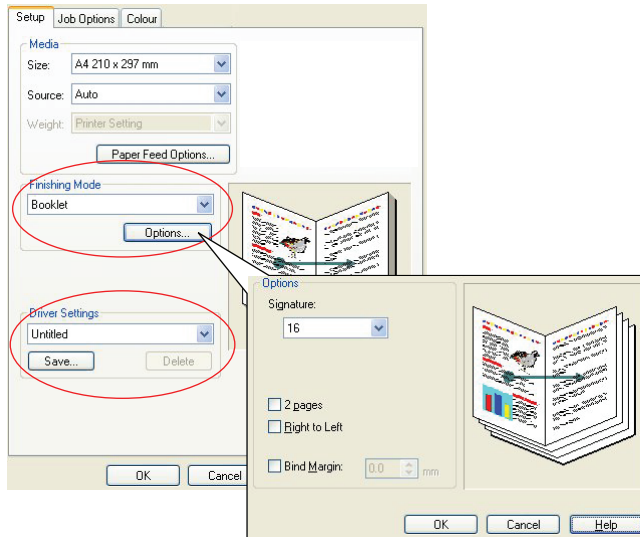 Setup Job Options Colour
Media
Size: A4 210 x 297 mm
Source: Auto
Weight: Printer Setting
Paper Feed Options...
Finishing Mode
Booklet
Options...
Driver Settings
Untitled
Save... Delete
OK Cancel
Options
Signature:
16
2 pages
Right to Left
Bind Margin: 0.0 mm
OK Cancel Help